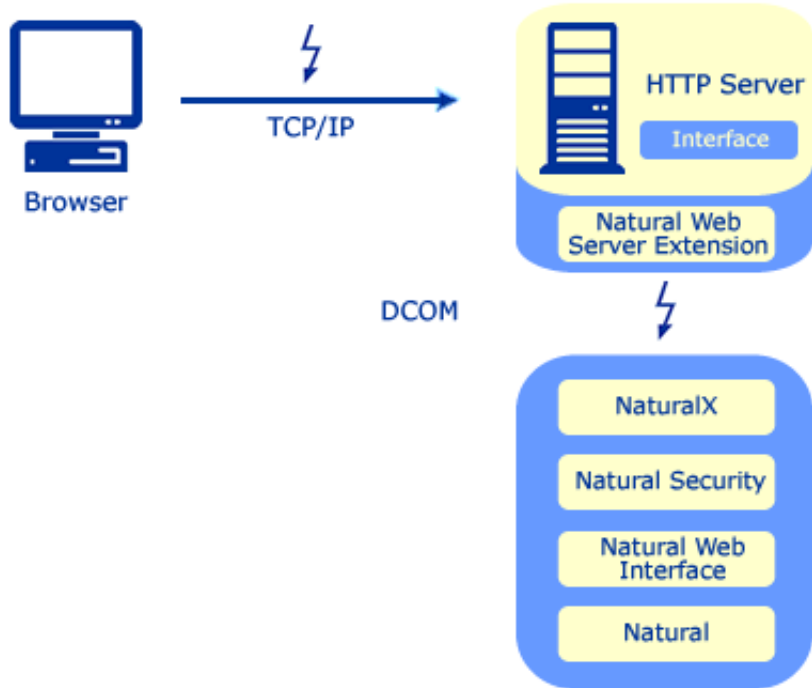 HTTP Server
TCP/IP
Interface
Browser
Natural Web
Server Extension
DCOM
NaturalX
Natural Security
Natural Web
Interface
Natural